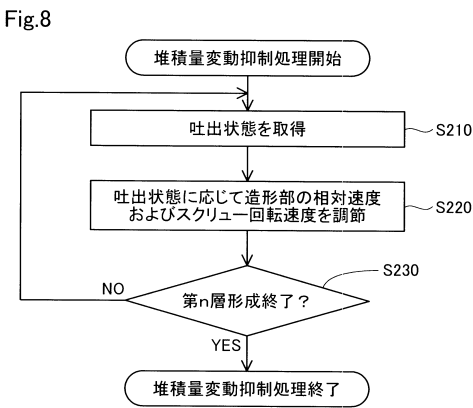 Fig.8
堆積量変動抑制処理開始
吐出状態を取得
S210
吐出状態に応じて造形部の相対速度
およびスクリュー回転速度を調節
S220
S230
第n層形成終了？
NO
YES
堆積量変動抑制処理終了